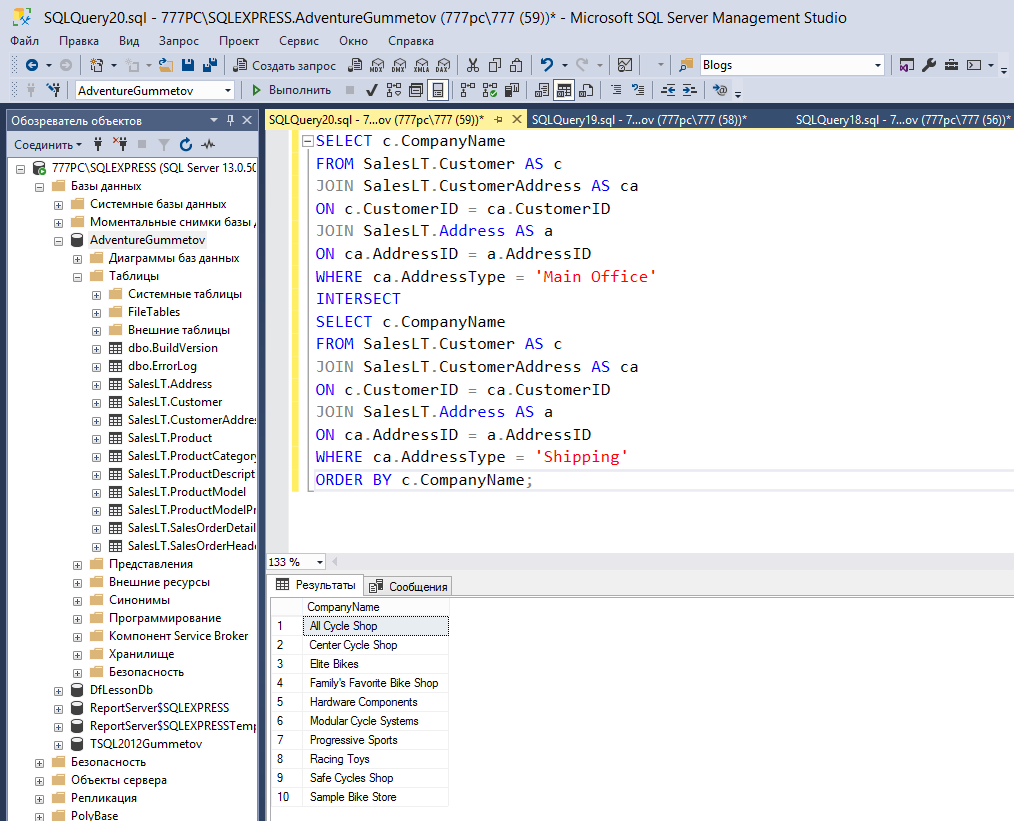 SQLQuery20.sql - 777PC\SQLEXPRESS.AdventureGummetov (777pc\777 (59))* - Microsoft SQL Server Management Studio
Файл Правка Вид Запрос Проект Сервис Окно Справка
Создать запрос MDX DMX XMLA DAX Blogs
AdventureGummetov Выполнить
Обозреватель объектов
Соединить
777PC\SQLEXPRESS (SQL Server 13.0.50
Базы данных
Системные базы данных
Моментальные снимки базы д
AdventureGummetov
Диаграммы баз данных
Таблицы
Системные таблицы
FileTables
Внешние таблицы
dbo.BuildVersion
dbo.ErrorLog
SalesLT.Address
SalesLT.Customer
SalesLT.CustomerAddres
SalesLT.Product
SalesLT.ProductCategory
SalesLT.ProductDescript
SalesLT.ProductModel
SalesLT.ProductModelPr
SalesLT.SalesOrderDetail
SalesLT.SalesOrderHeade
Представления
Внешние ресурсы
Синонимы
Программирование
Компонент Service Broker
Хранилище
Безопасность
DfLessonDb
ReportServer$SQLEXPRESS
ReportServer$SQLEXPRESSTemp
TSQL2012Gummetov
Безопасность
Объекты сервера
Репликация
PolyBase
SQLQuery20.sql - 7...ov (777pc\777 (59))* SQLQuery19.sql - 7...ov (777pc\777 (58))* SQLQuery18.sql - 7...ov (777pc\777 (56))*
SELECT c.CompanyName
FROM SalesLT.Customer AS c
JOIN SalesLT.CustomerAddress AS ca
ON c.CustomerID = ca.CustomerID
JOIN SalesLT.Address AS a
ON ca.AddressID = a.AddressID
WHERE ca.AddressType = 'Main Office'
INTERSECT
SELECT c.CompanyName
FROM SalesLT.Customer AS c
JOIN SalesLT.CustomerAddress AS ca
ON c.CustomerID = ca.CustomerID
JOIN SalesLT.Address AS a
ON ca.AddressID = a.AddressID
WHERE ca.AddressType = 'Shipping'
ORDER BY c.CompanyName;
133 %
Результаты Сообщения
CompanyName
1 All Cycle Shop
2 Center Cycle Shop
3 Elite Bikes
4 Family's Favorite Bike Shop
5 Hardware Components
6 Modular Cycle Systems
7 Progressive Sports
8 Racing Toys
9 Safe Cycles Shop
10 Sample Bike Store